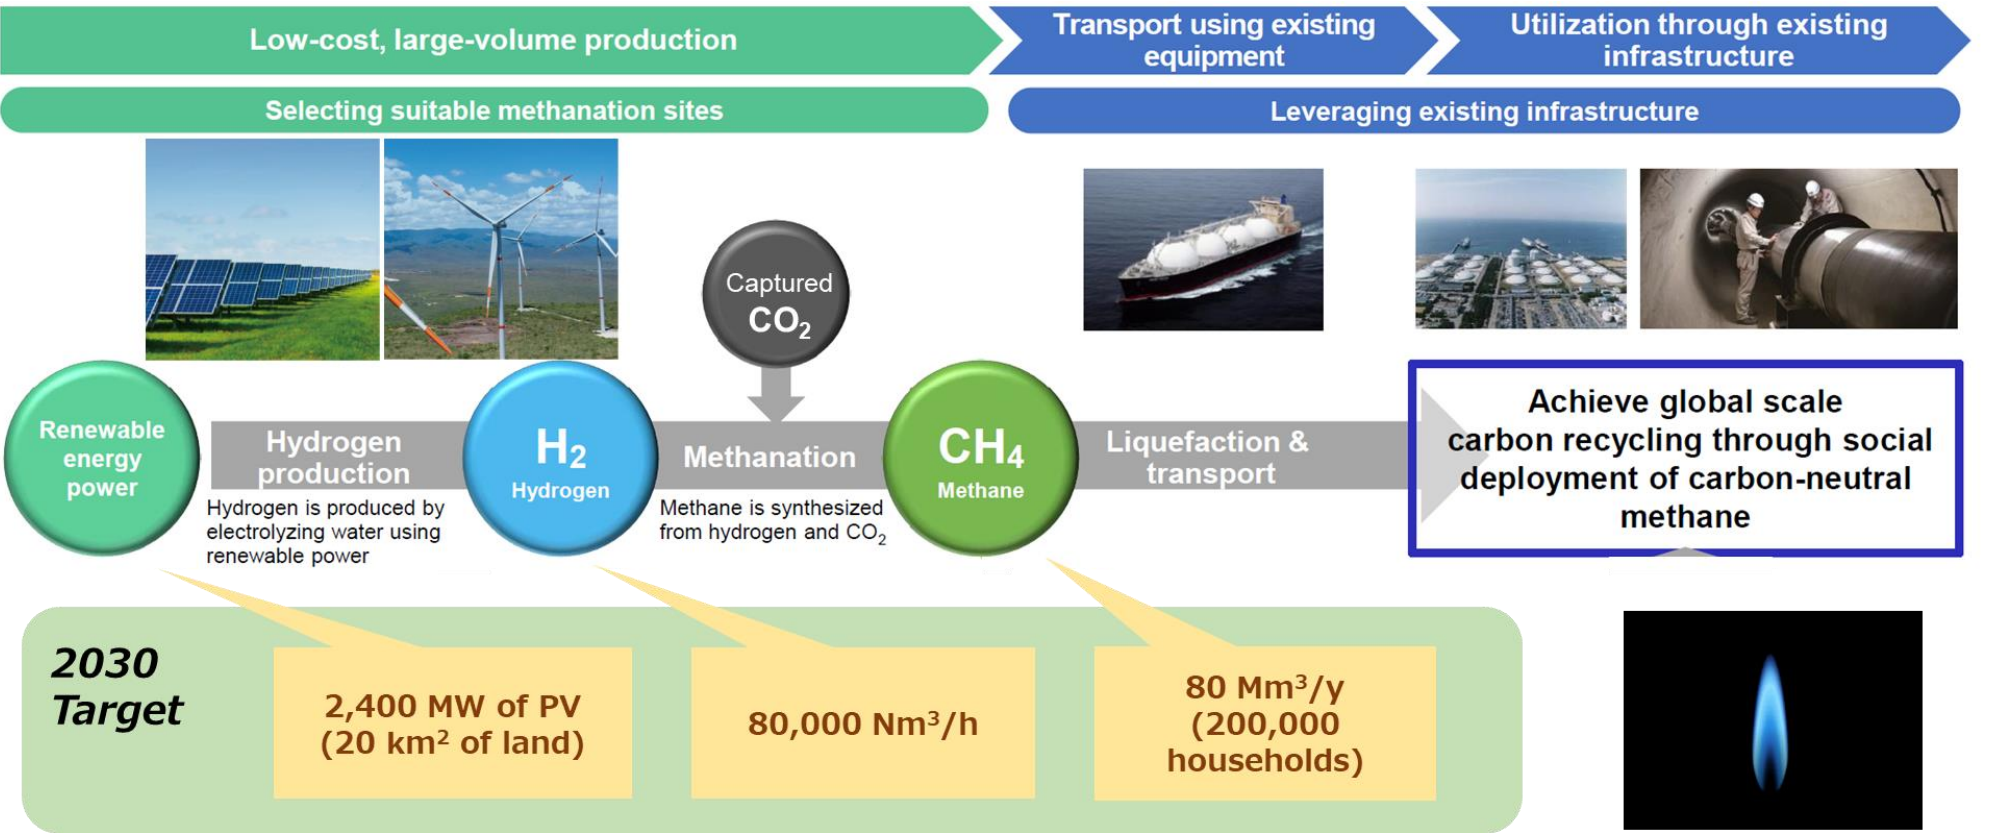 Low-cost, large-volume production
Transport using existing
equipment
Utilization through existing
infrastructure
Selecting suitable methanation sites
Leveraging existing infrastructure
Captured
CO₂
Renewable
energy
power
Hydrogen
production
Hydrogen is produced by
electrolyzing water using
renewable power
H₂
Hydrogen
Methanation
Methane is synthesized
from hydrogen and CO₂
CH₄
Methane
Liquefaction &
transport
Achieve global scale
carbon recycling through social
deployment of carbon-neutral
methane
2030
Target
2,400 MW of PV
(20 km² of land)
80,000 Nm³/h
80 Mm³/y
(200,000
households)